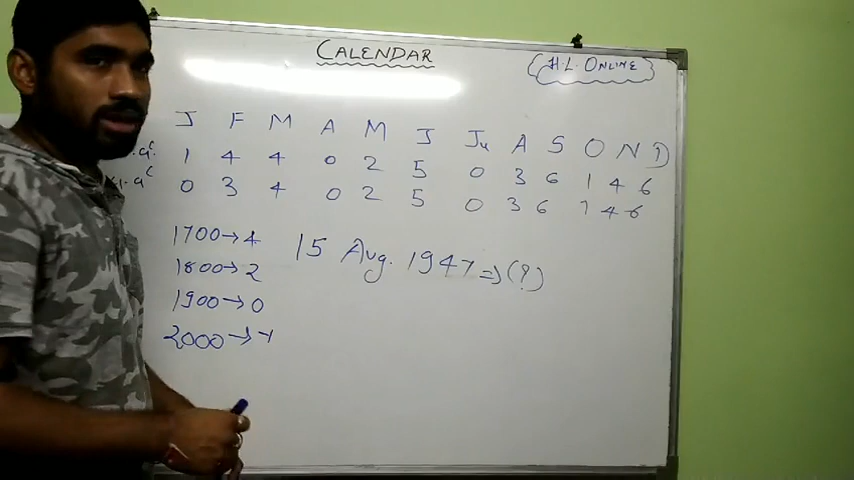 CALENDAR
H.L. ONLINE
J F M A M J Ju A S O N D
1 4 4 0 2 5 0 3 6 1 4 6
0 3 4 0 2 5 0 3 6 1 4 6
1700→4
15 Aug. 1947⇒(?)
1800→2
1900→0
2000→-1